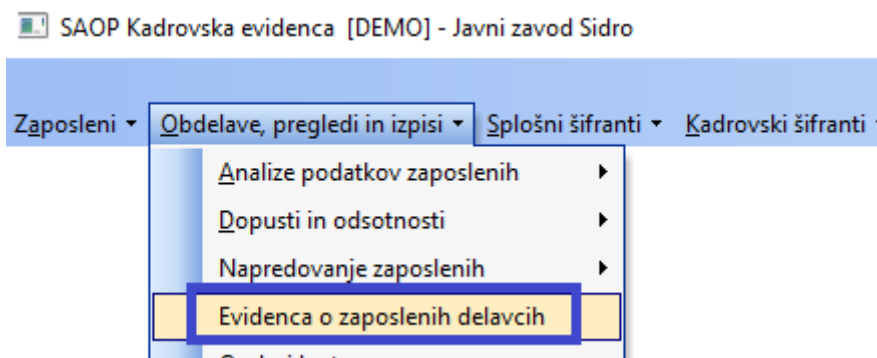 SAOP Kadrovska evidenca [DEMO] - Javni zavod Sidro
Zaposleni Obdelave, pregledi in izpisi Splošni šifranti Kadrovski šifranti
Analize podatkov zaposlenih
Dopusti in odsotnosti
Napredovanje zaposlenih
Evidenca o zaposlenih delavcih